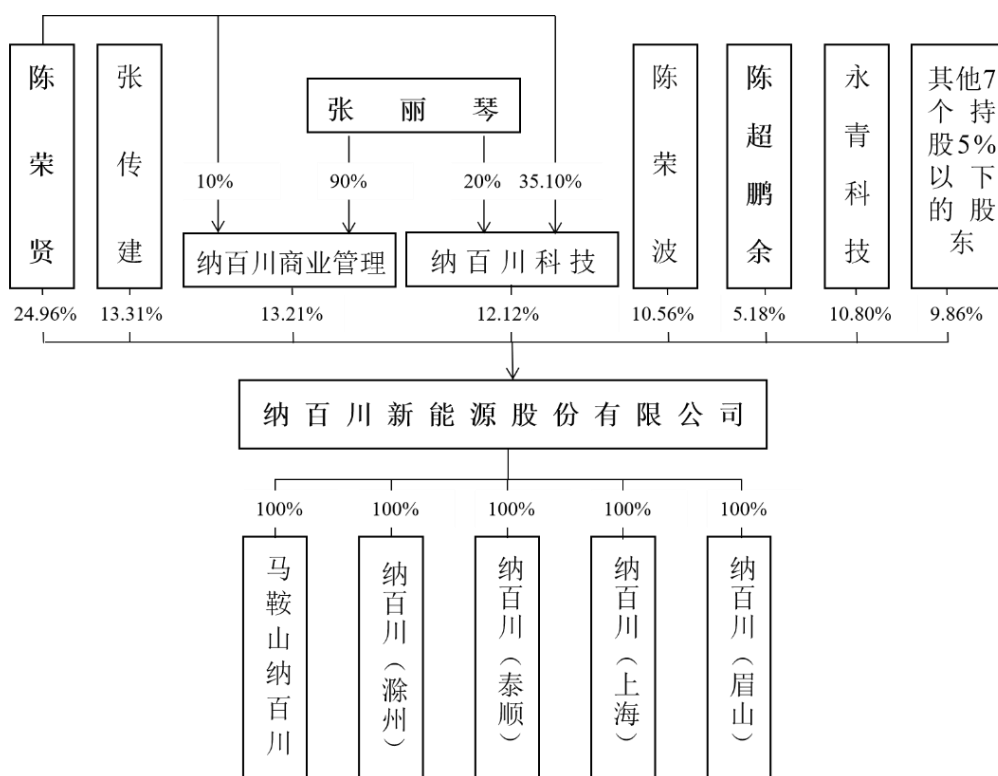 陈荣贤
张传建
张丽琴
陈荣波
陈超鹏余
永青科技
其他7
个持
股5%
以下
的股
东
10%
90%
20%
35.10%
纳百川商业管理
纳百川科技
24.96%
13.31%
13.21%
12.12%
10.56%
5.18%
10.80%
9.86%
纳百川新能源股份有限公司
100%
100%
100%
100%
100%
马鞍山纳百川
纳百川（滁州）
纳百川（泰顺）
纳百川（上海）
纳百川（眉山）